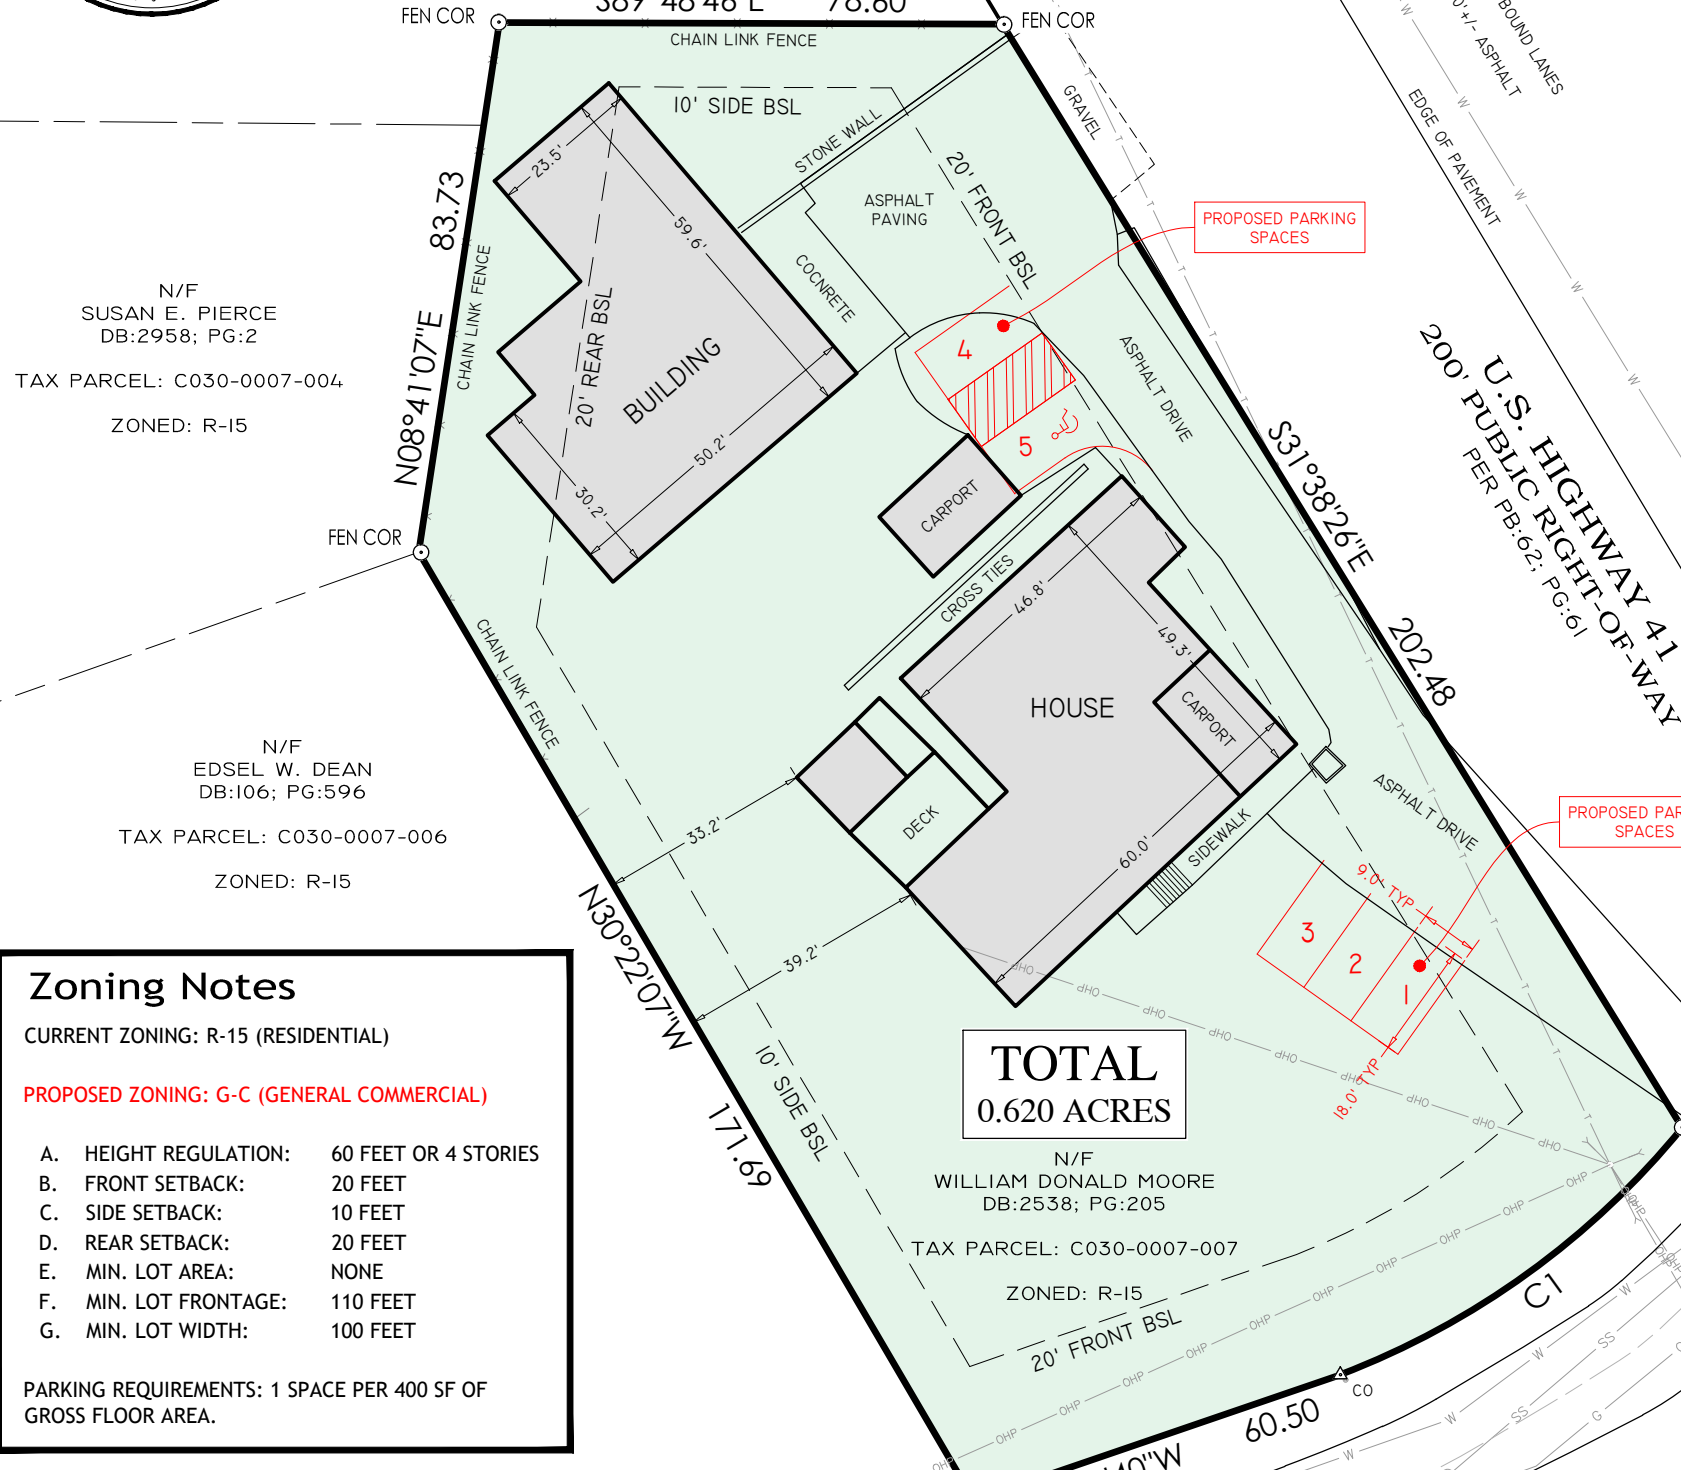 FEN COR
S89°48'48"E 78.80
FEN COR
CHAIN LINK FENCE
10' SIDE BSL
STONE WALL
GRAVEL
BOUND LANES
0'+/- ASPHALT
EDGE OF PAVEMENT
23.5'
59.6'
ASPHALT
PAVING
20' FRONT BSL
PROPOSED PARKING
SPACES
83.73
N08°41'07"E
CHAIN LINK FENCE
COCNRETE
N/F
SUSAN E. PIERCE
DB:2958; PG:2
TAX PARCEL: C030-0007-004
ZONED: R-15
20' REAR BSL
BUILDING
50.2'
30.2'
4
5
ASPHALT DRIVE
S31°38'26"E
202.48
U.S. HIGHWAY 41
200' PUBLIC RIGHT-OF-WAY
PER PB:62; PG:61
FEN COR
CARPORT
CROSS TIES
46.8'
49.3'
HOUSE
CARPORT
CHAIN LINK FENCE
N/F
EDSEL W. DEAN
DB:106; PG:596
TAX PARCEL: C030-0007-006
ZONED: R-15
33.2'
DECK
60.0'
SIDEWALK
ASPHALT DRIVE
PROPOSED PAR
SPACES
9.0' TYP
3
2
1
18.0' TYP
39.2'
N30°22'07"W
171.69
10' SIDE BSL
TOTAL
0.620 ACRES
N/F
WILLIAM DONALD MOORE
DB:2538; PG:205
TAX PARCEL: C030-0007-007
ZONED: R-15
20' FRONT BSL
C1
CO
60.50
40"W
Zoning Notes
CURRENT ZONING: R-15 (RESIDENTIAL)
PROPOSED ZONING: G-C (GENERAL COMMERCIAL)
A. HEIGHT REGULATION: 60 FEET OR 4 STORIES
B. FRONT SETBACK: 20 FEET
C. SIDE SETBACK: 10 FEET
D. REAR SETBACK: 20 FEET
E. MIN. LOT AREA: NONE
F. MIN. LOT FRONTAGE: 110 FEET
G. MIN. LOT WIDTH: 100 FEET
PARKING REQUIREMENTS: 1 SPACE PER 400 SF OF
GROSS FLOOR AREA.